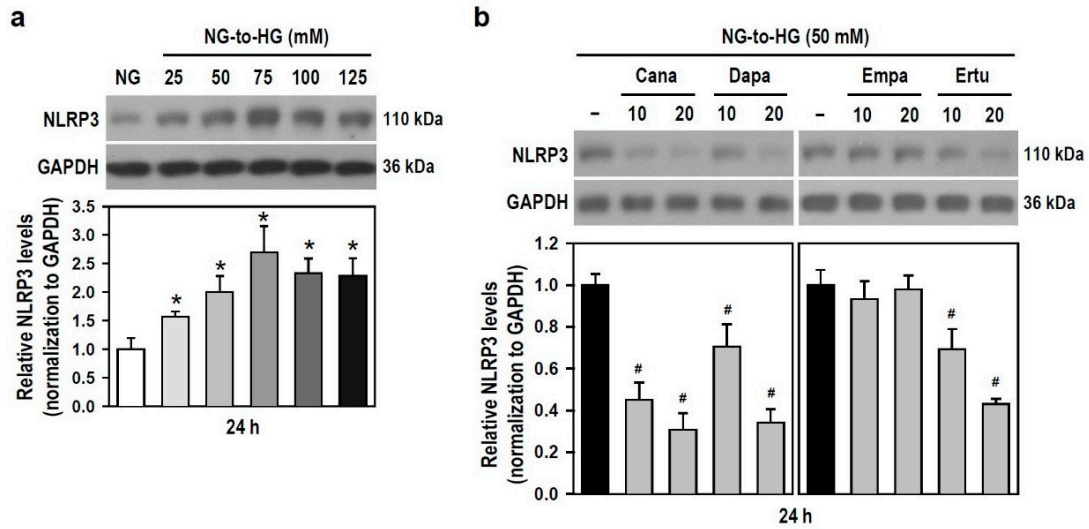 a
NG-to-HG (mM)
NG 25 50 75 100 125
NLRP3 110 kDa
GAPDH 36 kDa
Relative NLRP3 levels
(normalization to GAPDH)
3.5
3.0
2.5
2.0
1.5
1.0
0.5
0.0
* * * * *
24 h
b
NG-to-HG (50 mM)
Cana Dapa Empa Ertu
– 10 20 10 20 – 10 20 10 20
NLRP3 110 kDa
GAPDH 36 kDa
Relative NLRP3 levels
(normalization to GAPDH)
1.2
1.0
0.8
0.6
0.4
0.2
0.0
# # # # # #
24 h